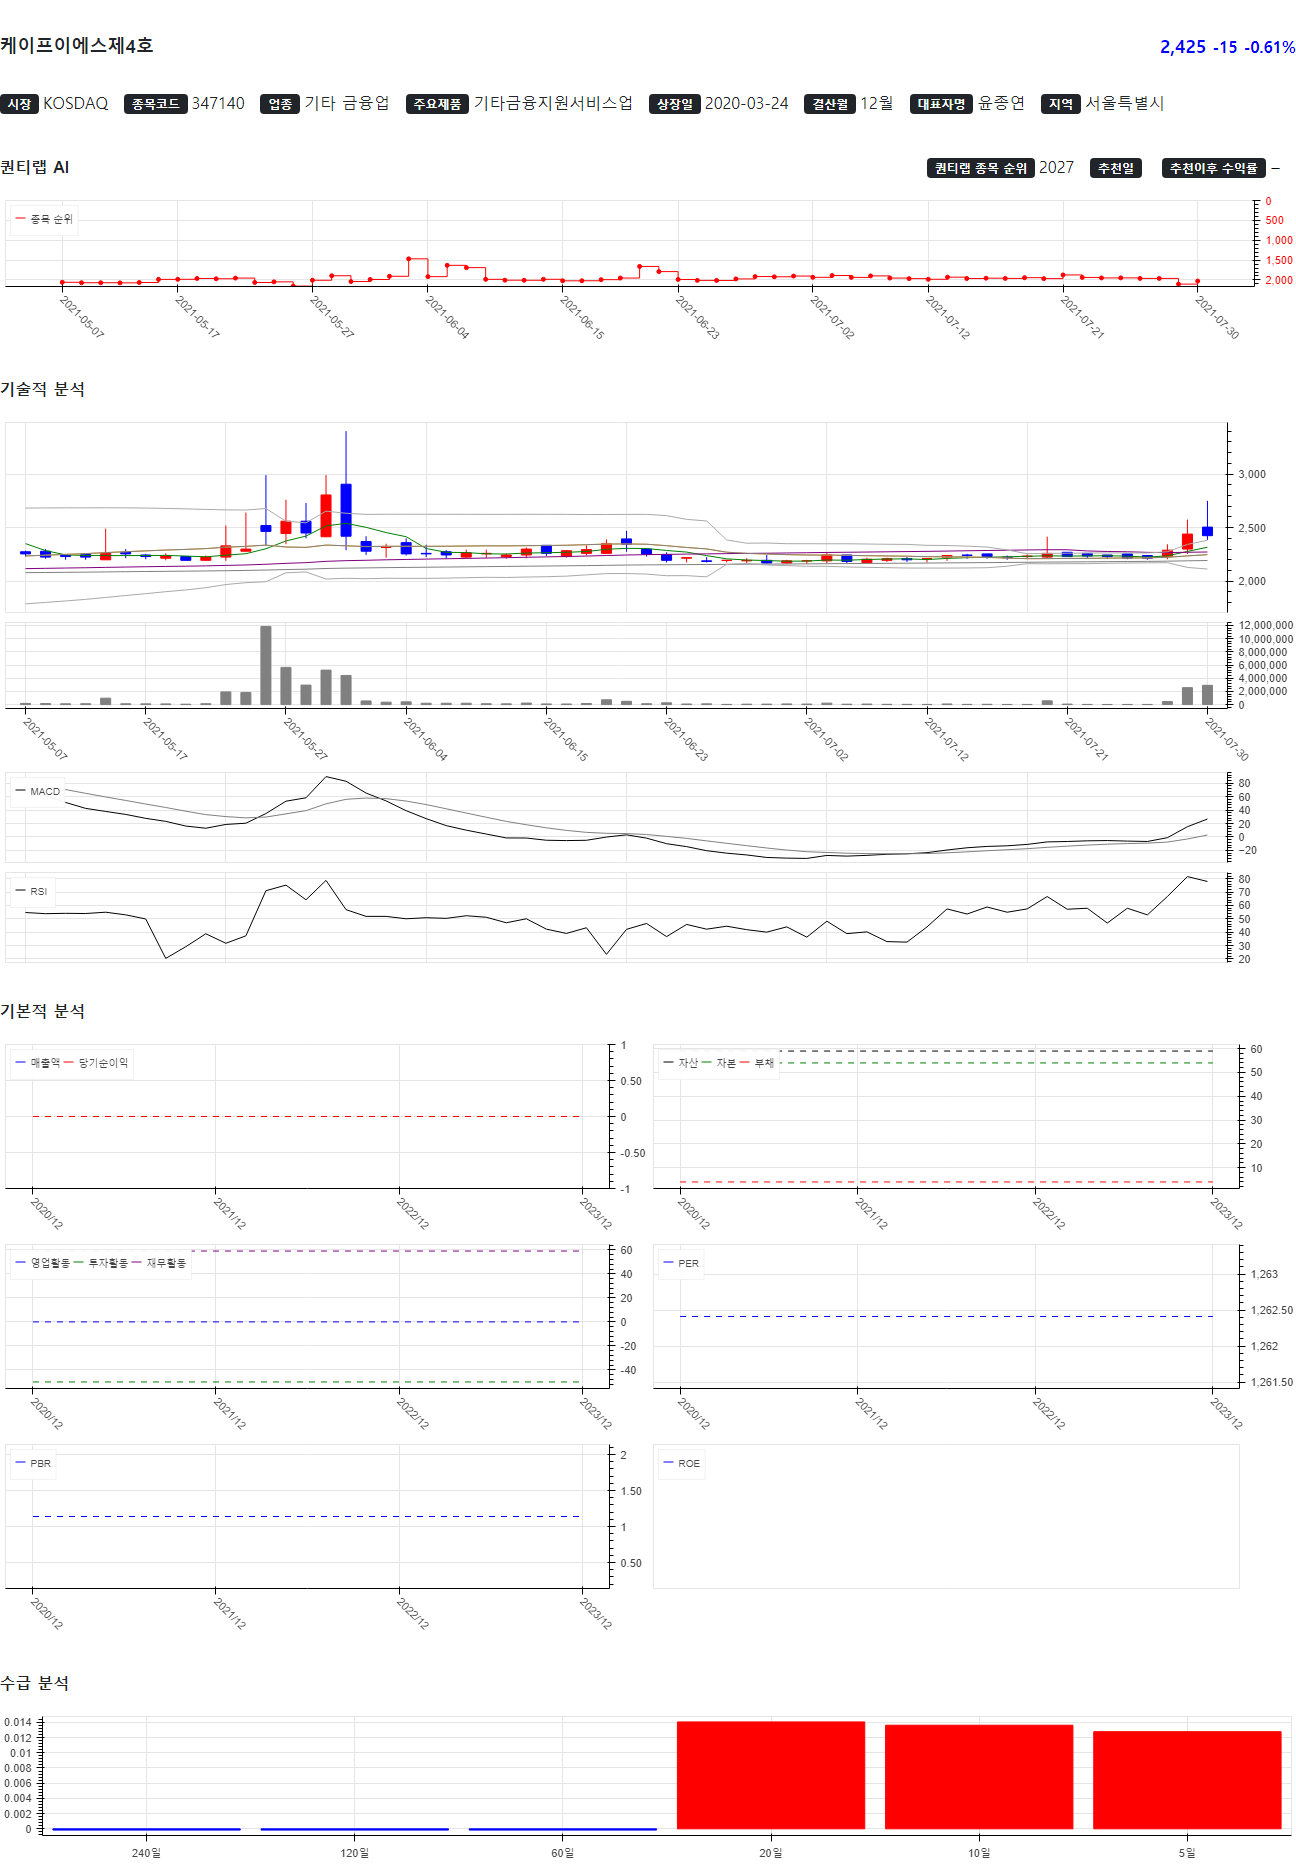 케이프이에스제4호
2,425 -15 -0.61%
시장 KOSDAQ 종목코드 347140 업종 기타 금융업 주요제품 기타금융지원서비스업 상장일 2020-03-24 결산월 12월 대표자명 윤종연 지역 서울특별시
퀀티랩 AI
퀀티랩 종목 순위 2027 추천일 추천이후 수익률 –
종목 순위
0
500
1,000
1,500
2,000
2021-05-07 2021-05-17 2021-05-27 2021-06-04 2021-06-15 2021-06-23 2021-07-02 2021-07-12 2021-07-21 2021-07-30
기술적 분석
3,000
2,500
2,000
12,000,000
10,000,000
8,000,000
6,000,000
4,000,000
2,000,000
0
2021-05-07 2021-05-17 2021-05-27 2021-06-04 2021-06-15 2021-06-23 2021-07-02 2021-07-12 2021-07-21 2021-07-30
MACD
80
60
40
20
0
−20
RSI
80
70
60
50
40
30
20
기본적 분석
매출액 당기순이익
1
0.50
0
-0.50
-1
2020/12 2021/12 2022/12 2023/12
자산 자본 부채
60
50
40
30
20
10
2020/12 2021/12 2022/12 2023/12
영업활동 투자활동 재무활동
60
40
20
0
-20
-40
2020/12 2021/12 2022/12 2023/12
PER
1,263
1,262.50
1,262
1,261.50
2020/12 2021/12 2022/12 2023/12
PBR
2
1.50
1
0.50
2020/12 2021/12 2022/12 2023/12
ROE
수급 분석
0.014
0.012
0.01
0.008
0.006
0.004
0.002
0
240일 120일 60일 20일 10일 5일